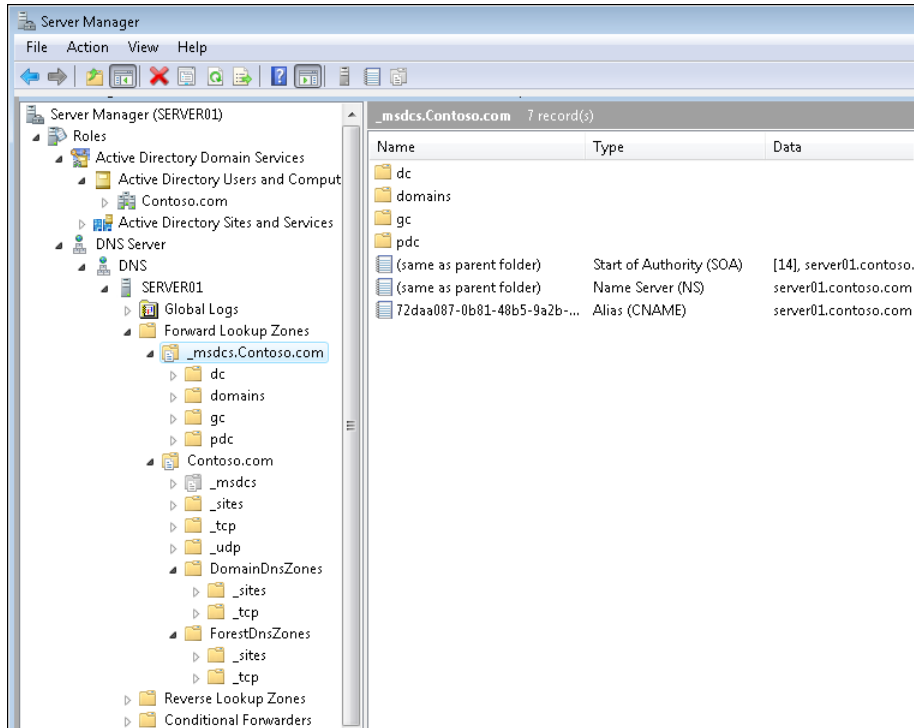 Server Manager
File Action View Help
Server Manager (SERVER01)
Roles
Active Directory Domain Services
Active Directory Users and Comput
Contoso.com
Active Directory Sites and Services
DNS Server
DNS
SERVER01
Global Logs
Forward Lookup Zones
_msdcs.Contoso.com
dc
domains
gc
pdc
Contoso.com
_msdcs
_sites
_tcp
_udp
DomainDnsZones
_sites
_tcp
ForestDnsZones
_sites
_tcp
Reverse Lookup Zones
Conditional Forwarders
_msdcs.Contoso.com 7 record(s)
Name Type Data
dc
domains
gc
pdc
(same as parent folder) Start of Authority (SOA) [14], server01.contoso.
(same as parent folder) Name Server (NS) server01.contoso.com
72daa087-0b81-48b5-9a2b-... Alias (CNAME) server01.contoso.com